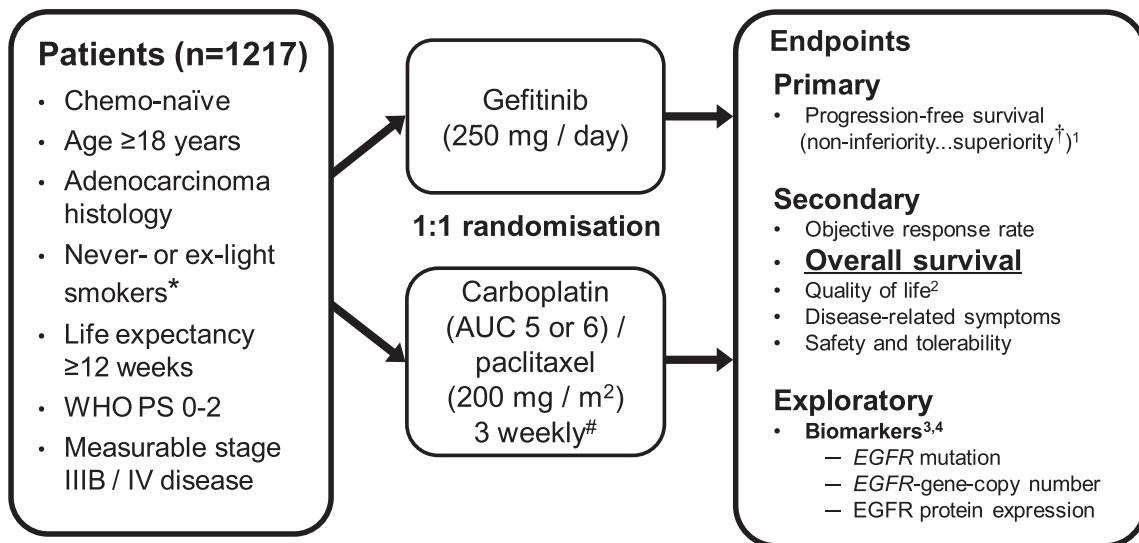 Patients (n=1217)
• Chemo-naïve
• Age ≥18 years
• Adenocarcinoma
histology
• Never- or ex-light
smokers*
• Life expectancy
≥12 weeks
• WHO PS 0-2
• Measurable stage
IIIB / IV disease
Gefitinib
(250 mg / day)
1:1 randomisation
Carboplatin
(AUC 5 or 6) /
paclitaxel
(200 mg / m²)
3 weekly#
Endpoints
Primary
• Progression-free survival
(non-inferiority...superiority†)¹
Secondary
• Objective response rate
• Overall survival
• Quality of life²
• Disease-related symptoms
• Safety and tolerability
Exploratory
• Biomarkers³,⁴
— EGFR mutation
— EGFR-gene-copy number
— EGFR protein expression